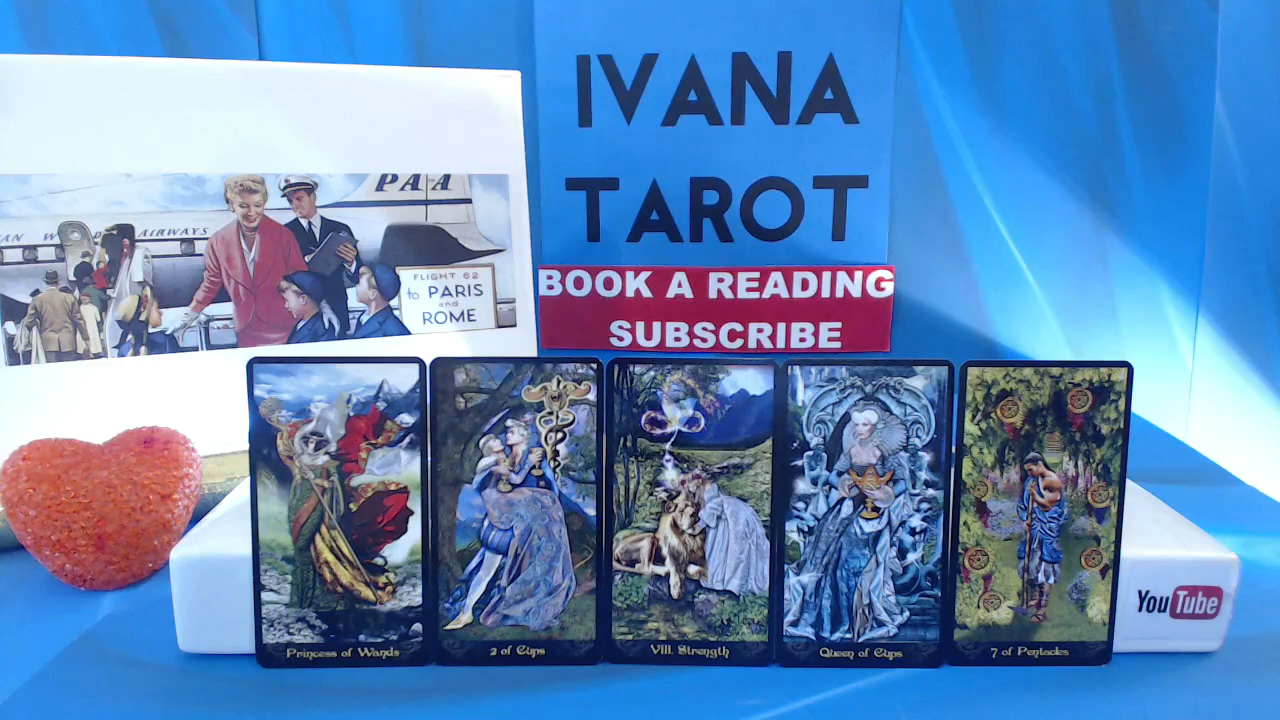 IVANA
TAROT
BOOK A READING
SUBSCRIBE
PAA
AN W D AIRWAYS
FLIGHT 62
to PARIS
and
ROME
Princess of Wands
2 of Cups
VIII. Strength
Queen of Cups
7 of Pentacles
YouTube